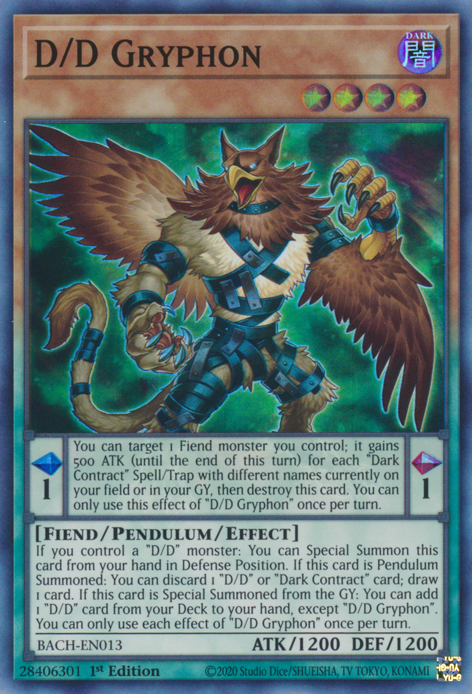 D/D Gryphon
DARK
闇
You can target 1 Fiend monster you control; it gains
500 ATK (until the end of this turn) for each "Dark
Contract" Spell/Trap with different names currently on
your field or in your GY, then destroy this card. You can
only use this effect of "D/D Gryphon" once per turn.
1
1
[Fiend/Pendulum/Effect]
If you control a "D/D" monster: You can Special Summon this
card from your hand in Defense Position. If this card is Pendulum
Summoned: You can discard 1 "D/D" or "Dark Contract" card; draw
1 card. If this card is Special Summoned from the GY: You can add
1 "D/D" card from your Deck to your hand, except "D/D Gryphon".
You can only use each effect of "D/D Gryphon" once per turn.
BACH-EN013 ATK/1200 DEF/1200
28406301 1st Edition ©2020 Studio Dice/SHUEISHA, TV TOKYO, KONAMI